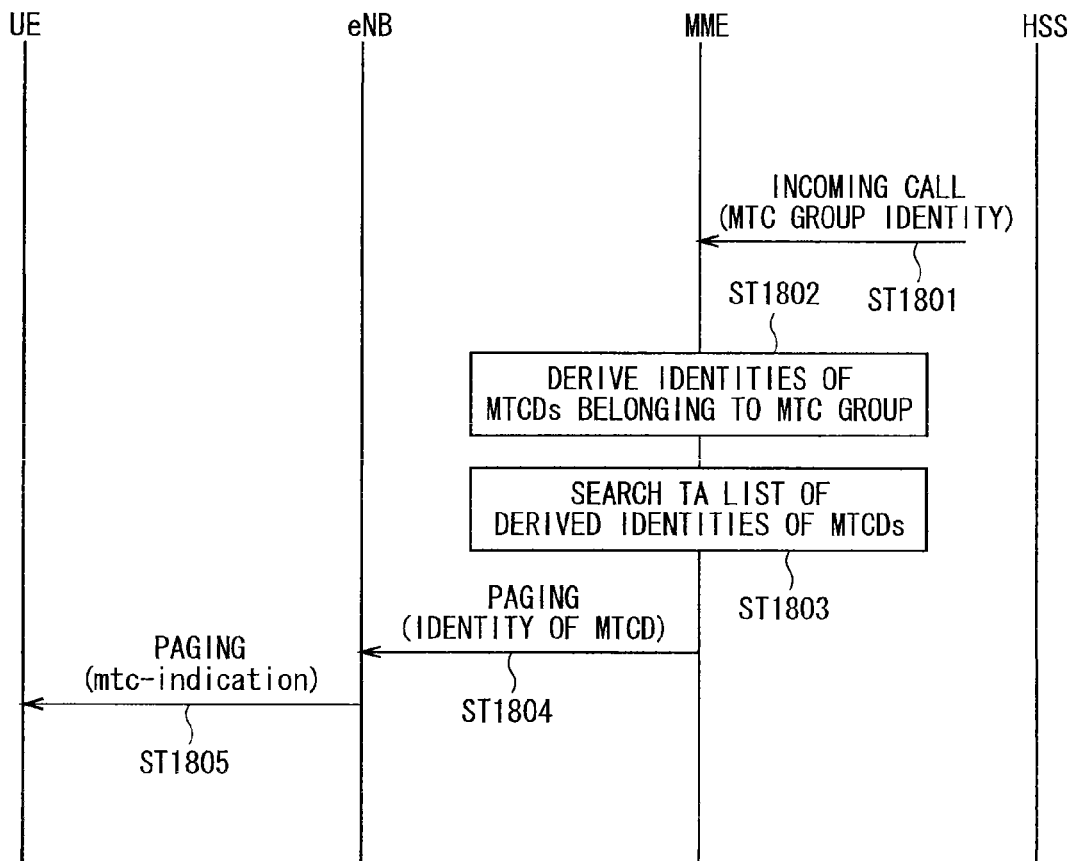 UE eNB MME HSS
INCOMING CALL
(MTC GROUP IDENTITY)
ST1802
ST1801
DERIVE IDENTITIES OF
MTCDs BELONGING TO MTC GROUP
SEARCH TA LIST OF
DERIVED IDENTITIES OF MTCDs
ST1803
PAGING
(IDENTITY OF MTCD)
ST1804
PAGING
(mtc-indication)
ST1805